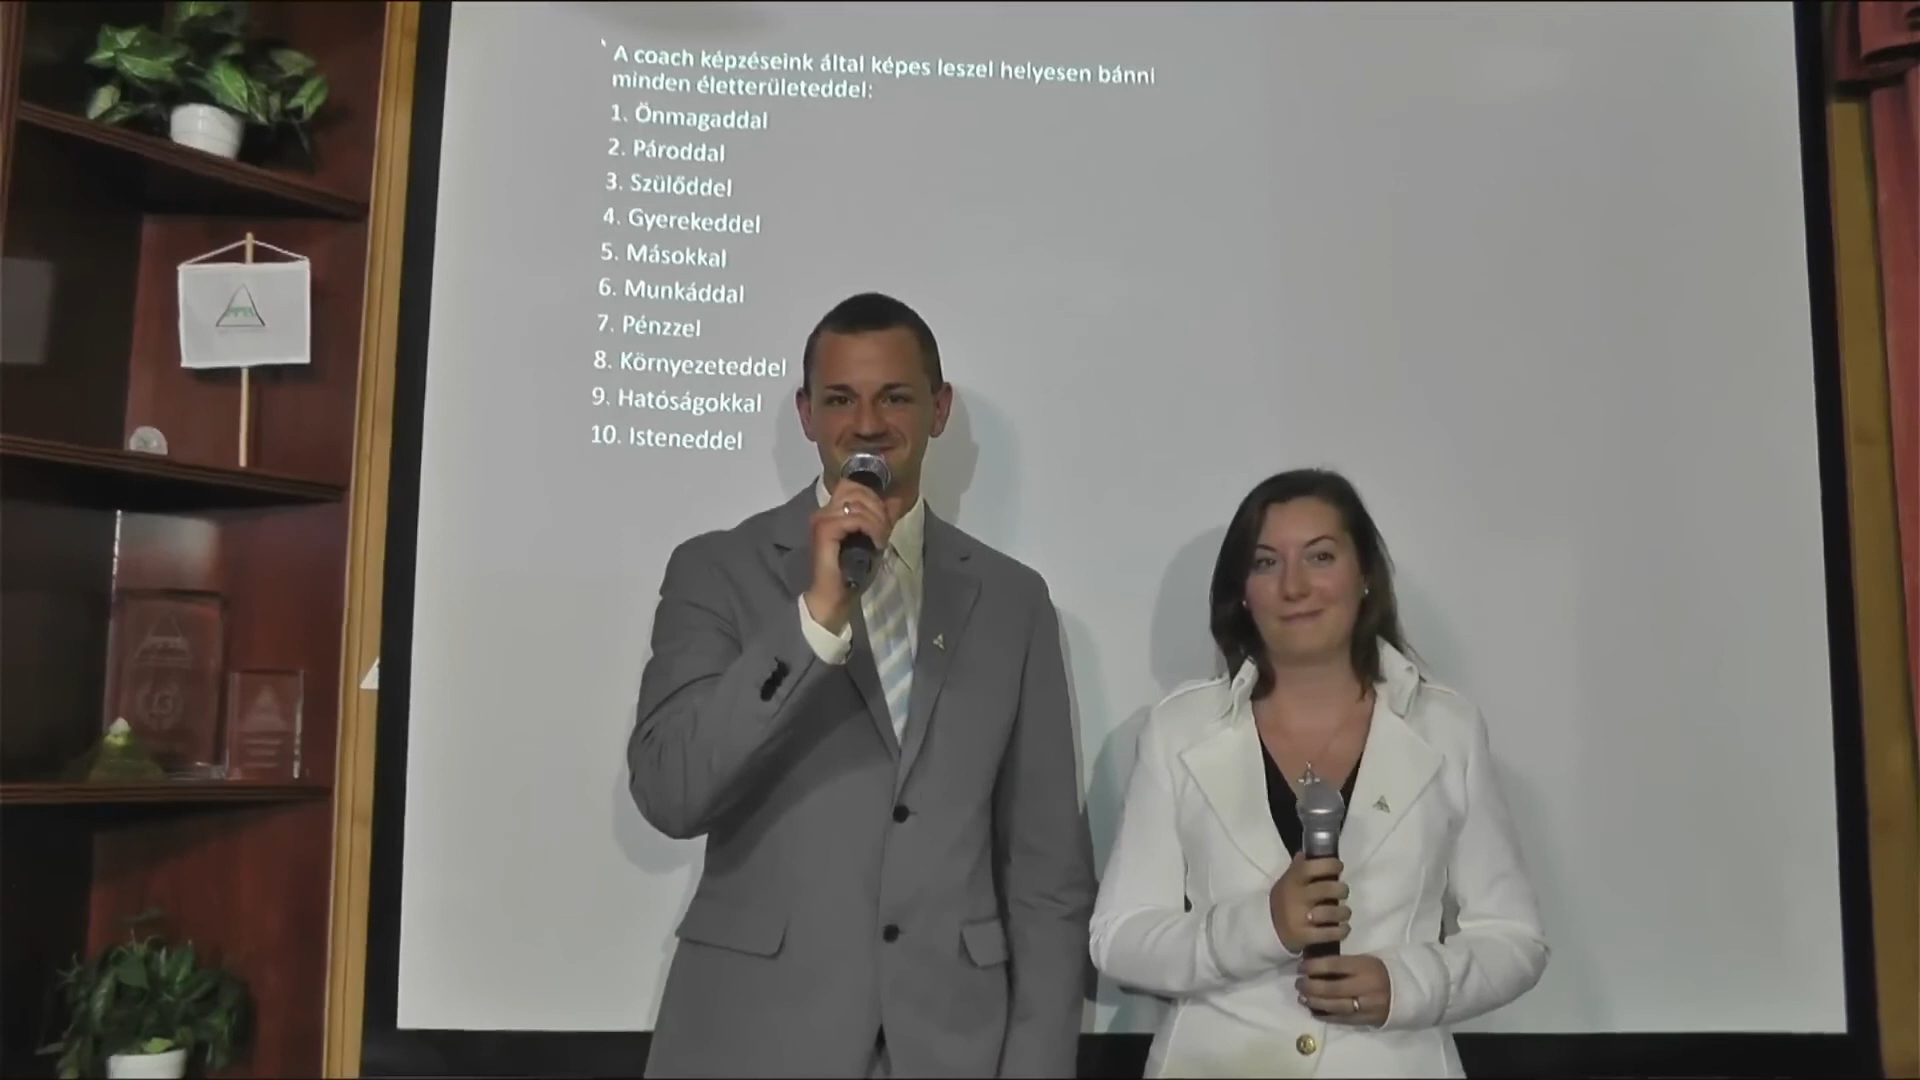 A coach képzéseink által képes leszel helyesen bánni
minden életterületeddel:
1. Önmagaddal
2. Pároddal
3. Szülőddel
4. Gyerekeddel
5. Másokkal
6. Munkáddal
7. Pénzzel
8. Környezeteddel
9. Hatóságokkal
10. Isteneddel